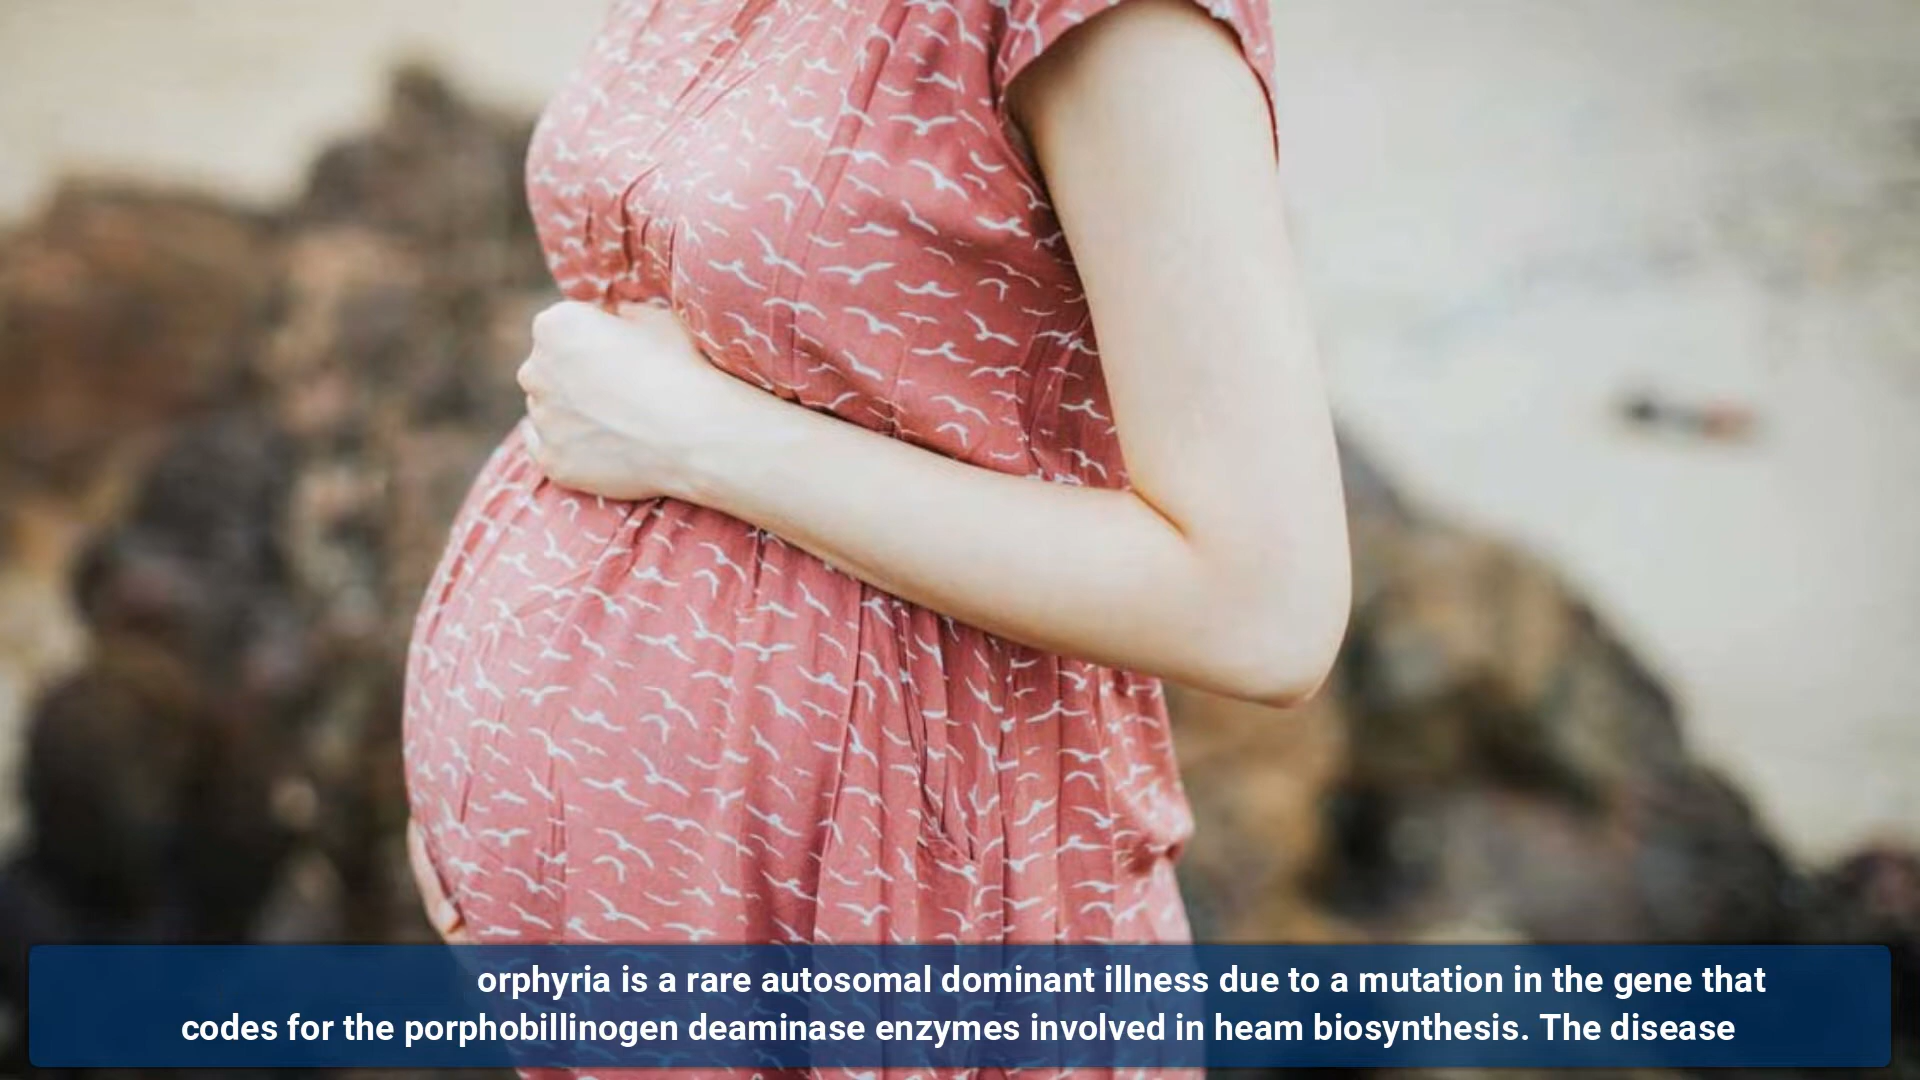 orphyria is a rare autosomal dominant illness due to a mutation in the gene that
codes for the porphobillinogen deaminase enzymes involved in heam biosynthesis. The disease